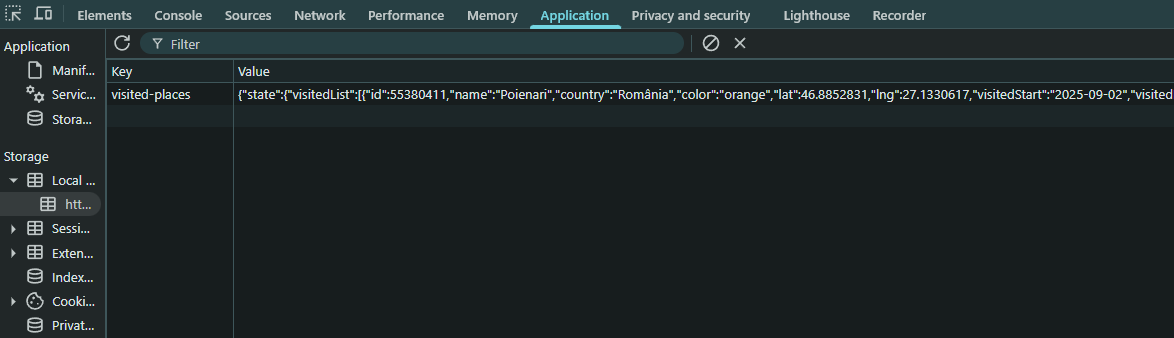 Elements Console Sources Network Performance Memory Application Privacy and security Lighthouse Recorder
Application
Filter
Manif...
Key Value
Servic...
visited-places {"state":{"visitedList":[{"id":55380411,"name":"Poienari","country":"România","color":"orange","lat":46.8852831,"lng":27.1330617,"visitedStart":"2025-09-02","visited
Stora...
Storage
Local ...
htt...
Sessi...
Exten...
Index...
Cooki...
Privat...